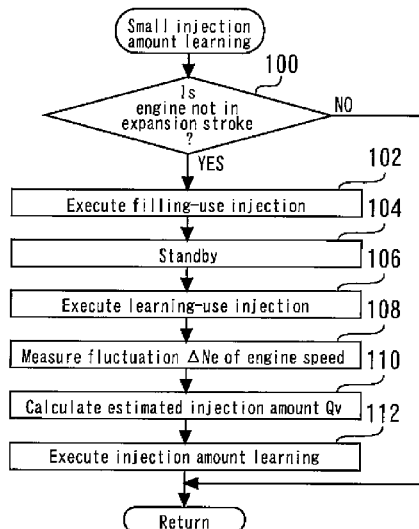 Small injection
amount learning
100
Is
engine not in
expansion stroke
?
NO
YES
102
Execute filling-use injection
104
Standby
106
Execute learning-use injection
108
Measure fluctuation ΔNe of engine speed
110
Calculate estimated injection amount Qv
112
Execute injection amount learning
Return